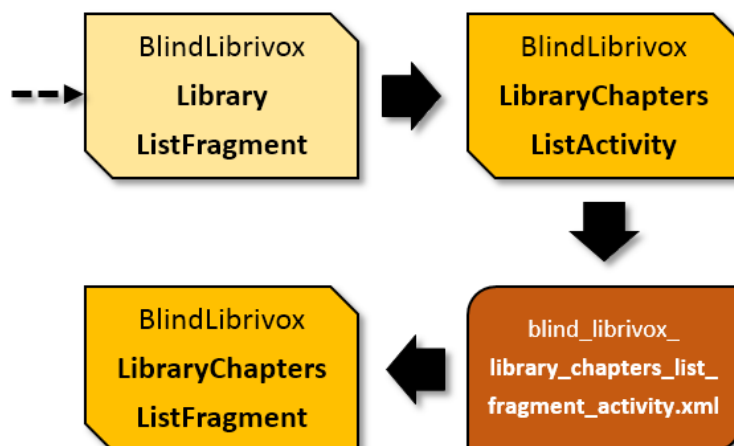 BlindLibrivox
Library
ListFragment
BlindLibrivox
LibraryChapters
ListActivity
BlindLibrivox
LibraryChapters
ListFragment
blind_librivox_
library_chapters_list_
fragment_activity.xml